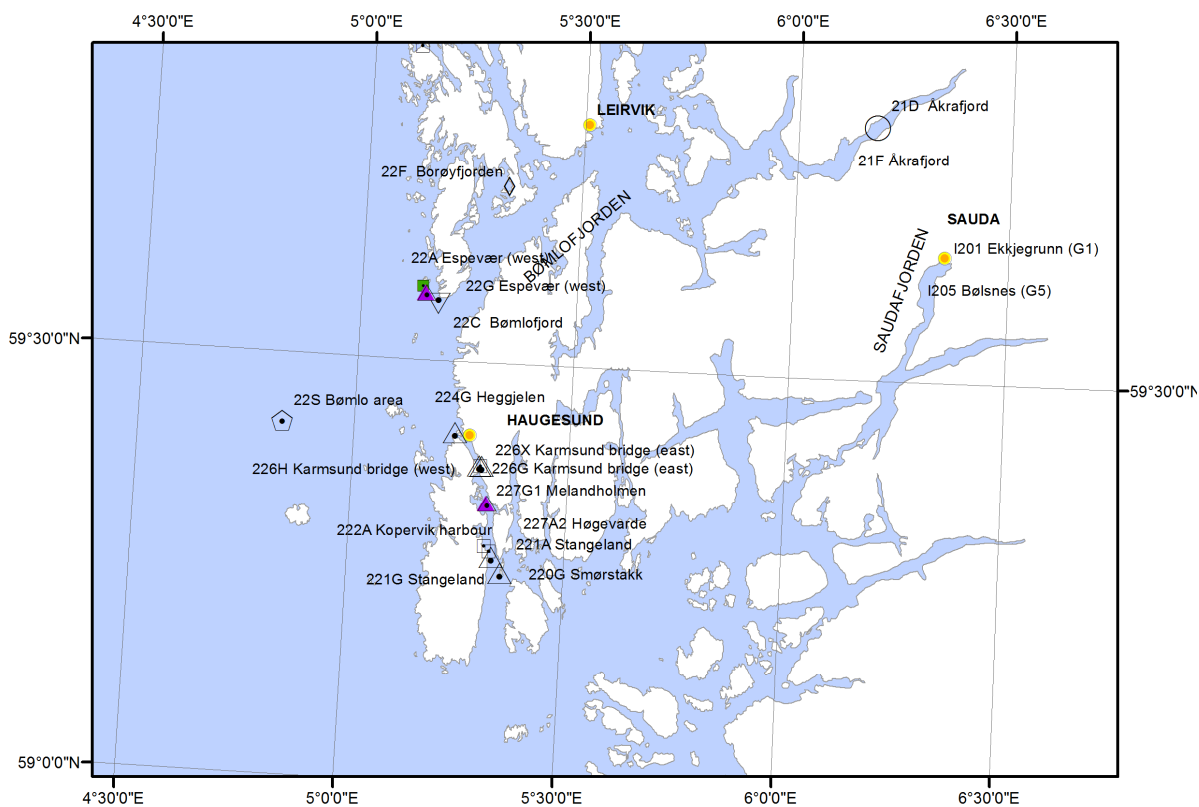 4°30'0"E 5°0'0"E 5°30'0"E 6°0'0"E 6°30'0"E
21D Åkrafjord
LEIRVIK
21F Åkrafjord
22F Borøyfjorden
SAUDA
BØMLOFJORDEN
SAUDAFJORDEN
I201 Ekkjegrunn (G1)
22A Espevær (west)
22G Espevær (west)
I205 Bølsnes (G5)
22C Bømlofjord
59°30'0"N
59°30'0"N
22S Bømlo area
224G Heggjelen
HAUGESUND
226X Karmsund bridge (east)
226H Karmsund bridge (west)
226G Karmsund bridge (east)
227G1 Melandholmen
227A2 Høgevarde
222A Kopervik harbour
221A Stangeland
220G Smørstakk
221G Stangeland
59°0'0"N
4°30'0"E 5°0'0"E 5°30'0"E 6°0'0"E 6°30'0"E